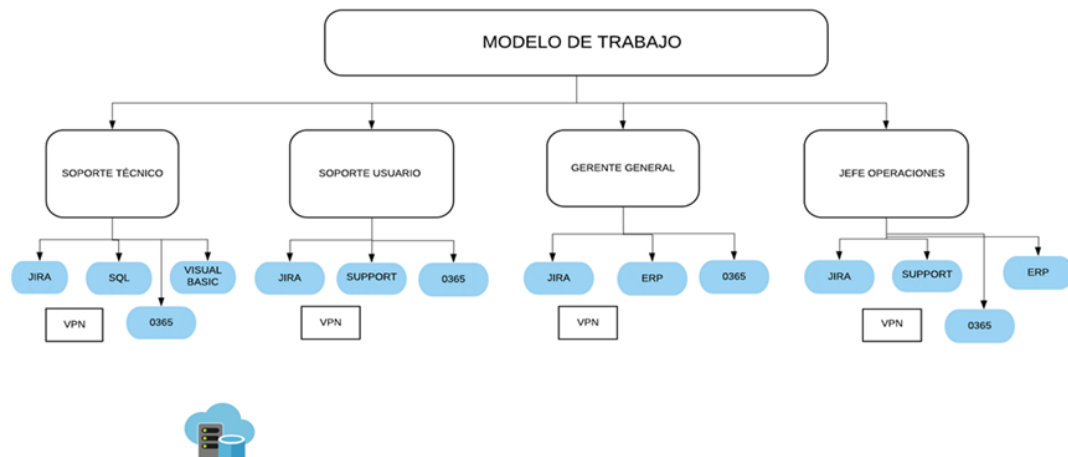 MODELO DE TRABAJO
SOPORTE TÉCNICO
SOPORTE USUARIO
GERENTE GENERAL
JEFE OPERACIONES
JIRA
SQL
VISUAL
BASIC
JIRA
SUPPORT
0365
JIRA
ERP
0365
JIRA
SUPPORT
ERP
VPN
0365
VPN
VPN
VPN
0365